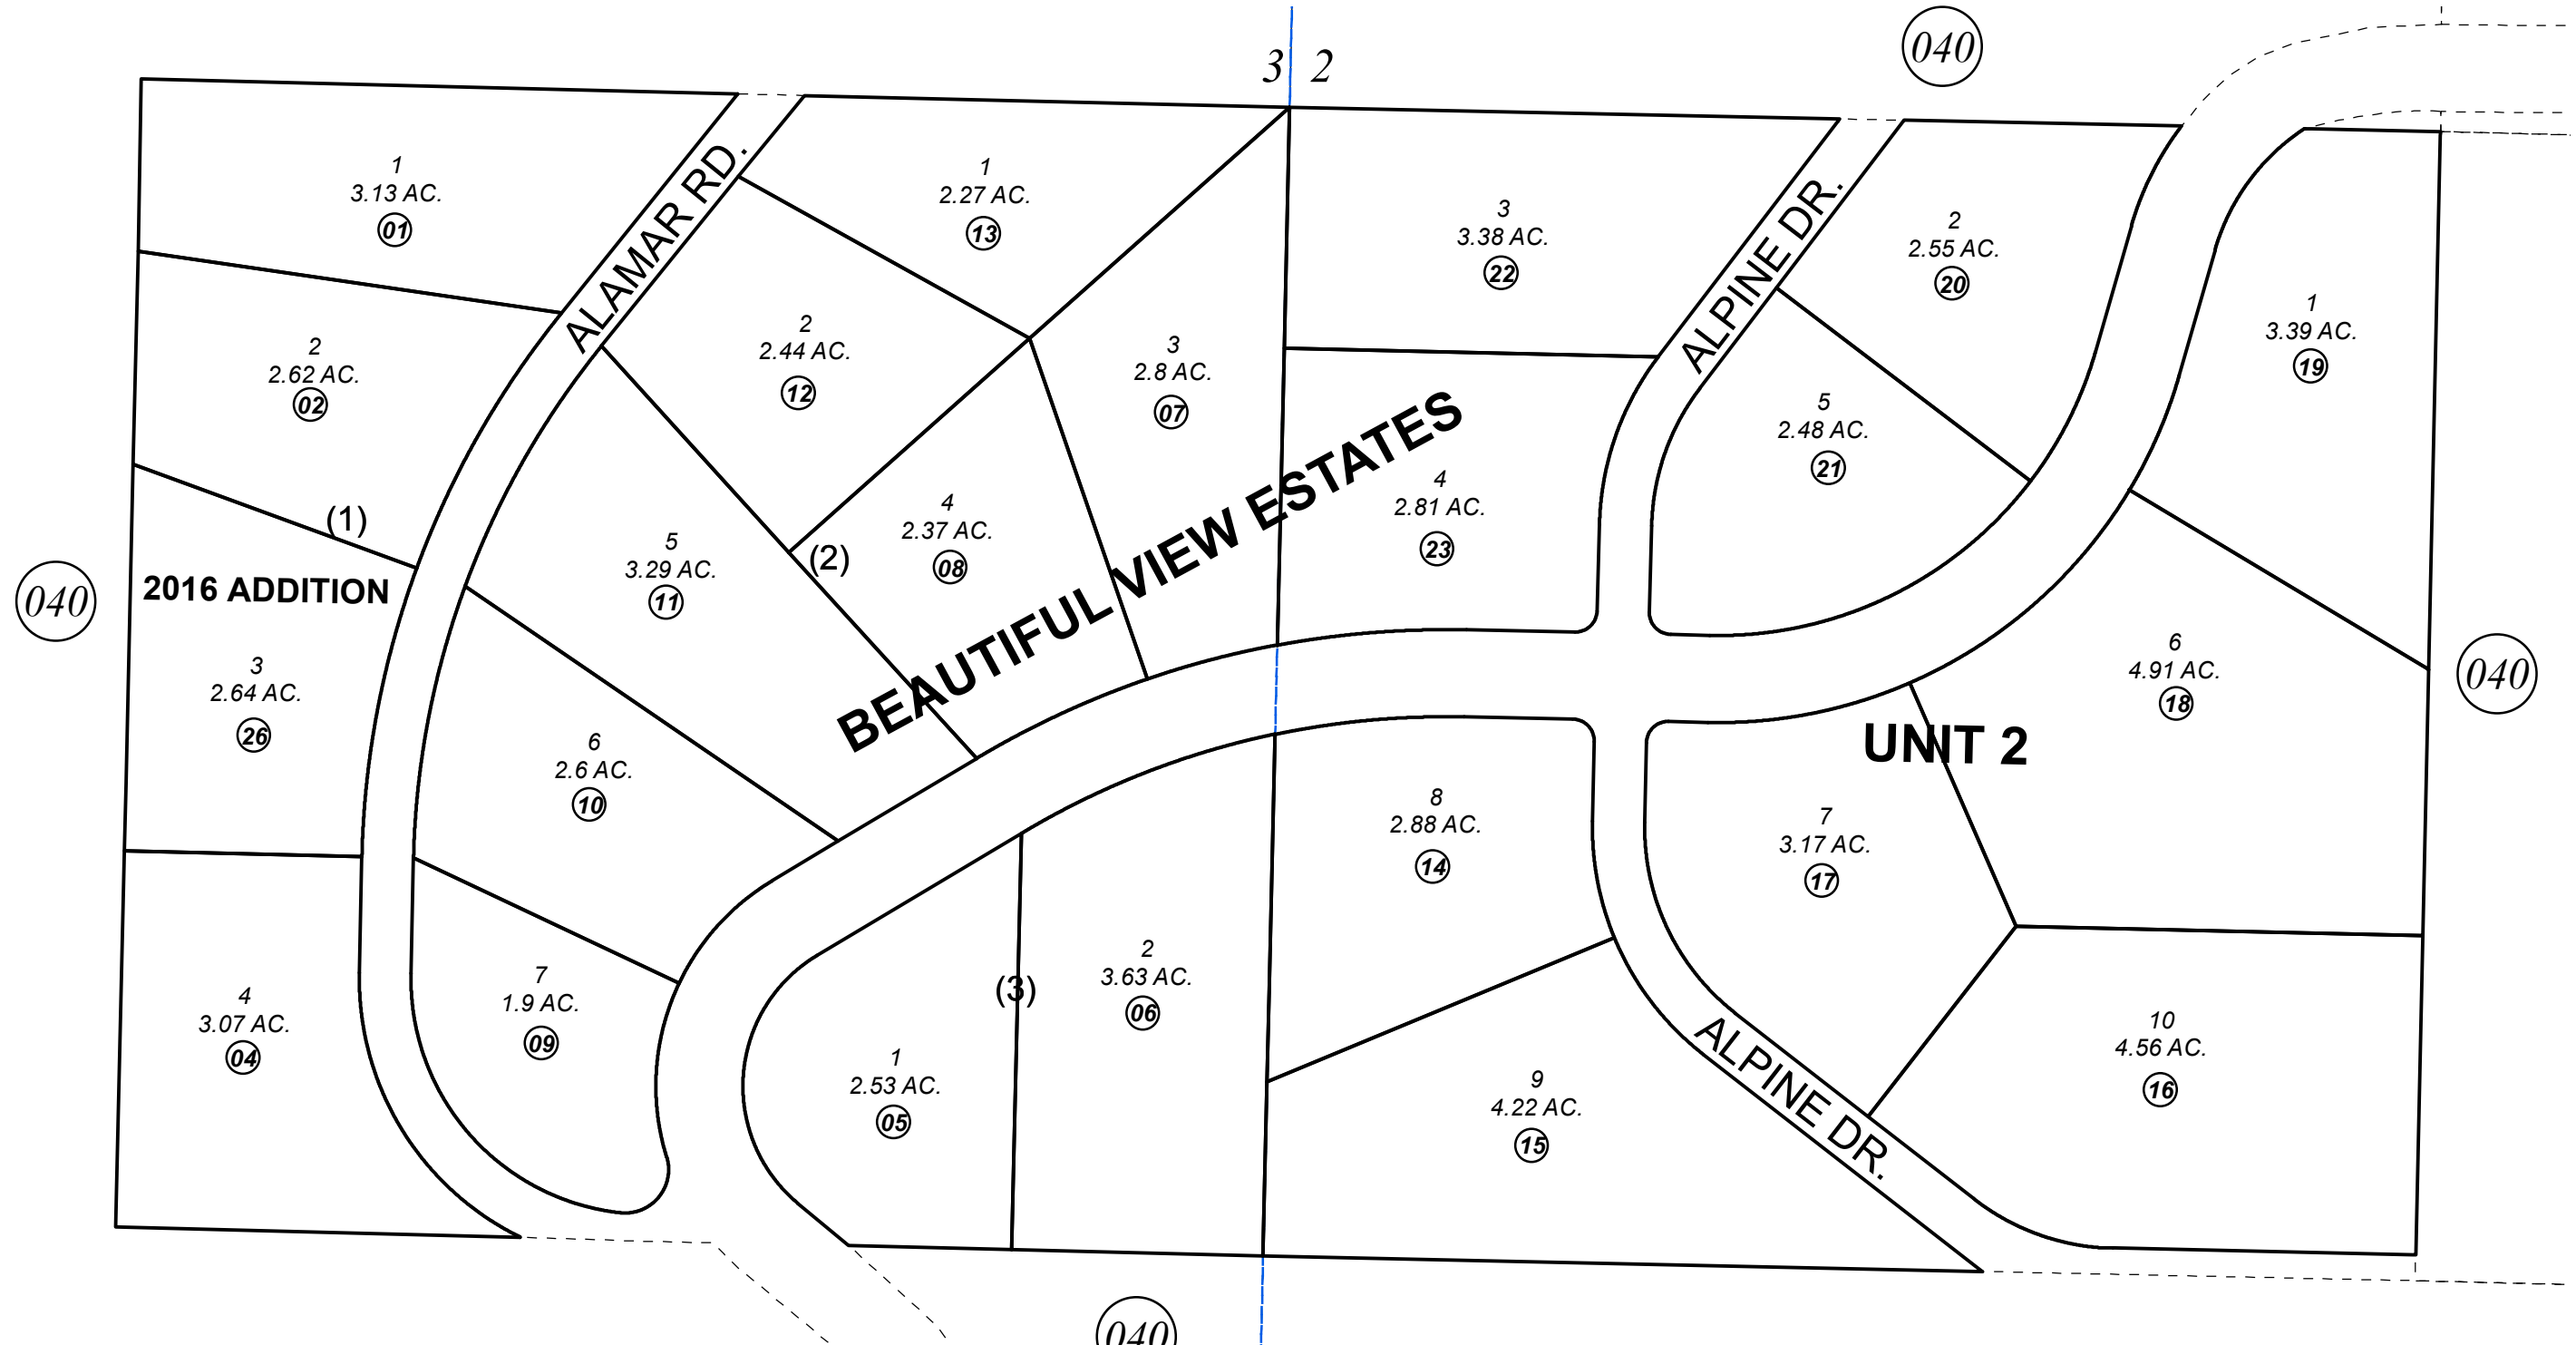 040
3 2
1
3.13 AC.
01
ALAMAR RD.
1
2.27 AC.
13
3
3.38 AC.
22
ALPINE DR.
2
2.55 AC.
20
1
3.39 AC.
19
2
2.62 AC.
02
2
2.44 AC.
12
3
2.8 AC.
07
5
2.48 AC.
21
(1)
5
3.29 AC.
11
(2)
4
2.37 AC.
08
4
2.81 AC.
23
BEAUTIFUL VIEW ESTATES
040
2016 ADDITION
3
2.64 AC.
26
6
2.6 AC.
10
6
4.91 AC.
18
040
UNIT 2
8
2.88 AC.
14
7
3.17 AC.
17
4
3.07 AC.
04
7
1.9 AC.
09
(3)
2
3.63 AC.
06
1
2.53 AC.
05
9
4.22 AC.
15
ALPINE DR.
10
4.56 AC.
16
040